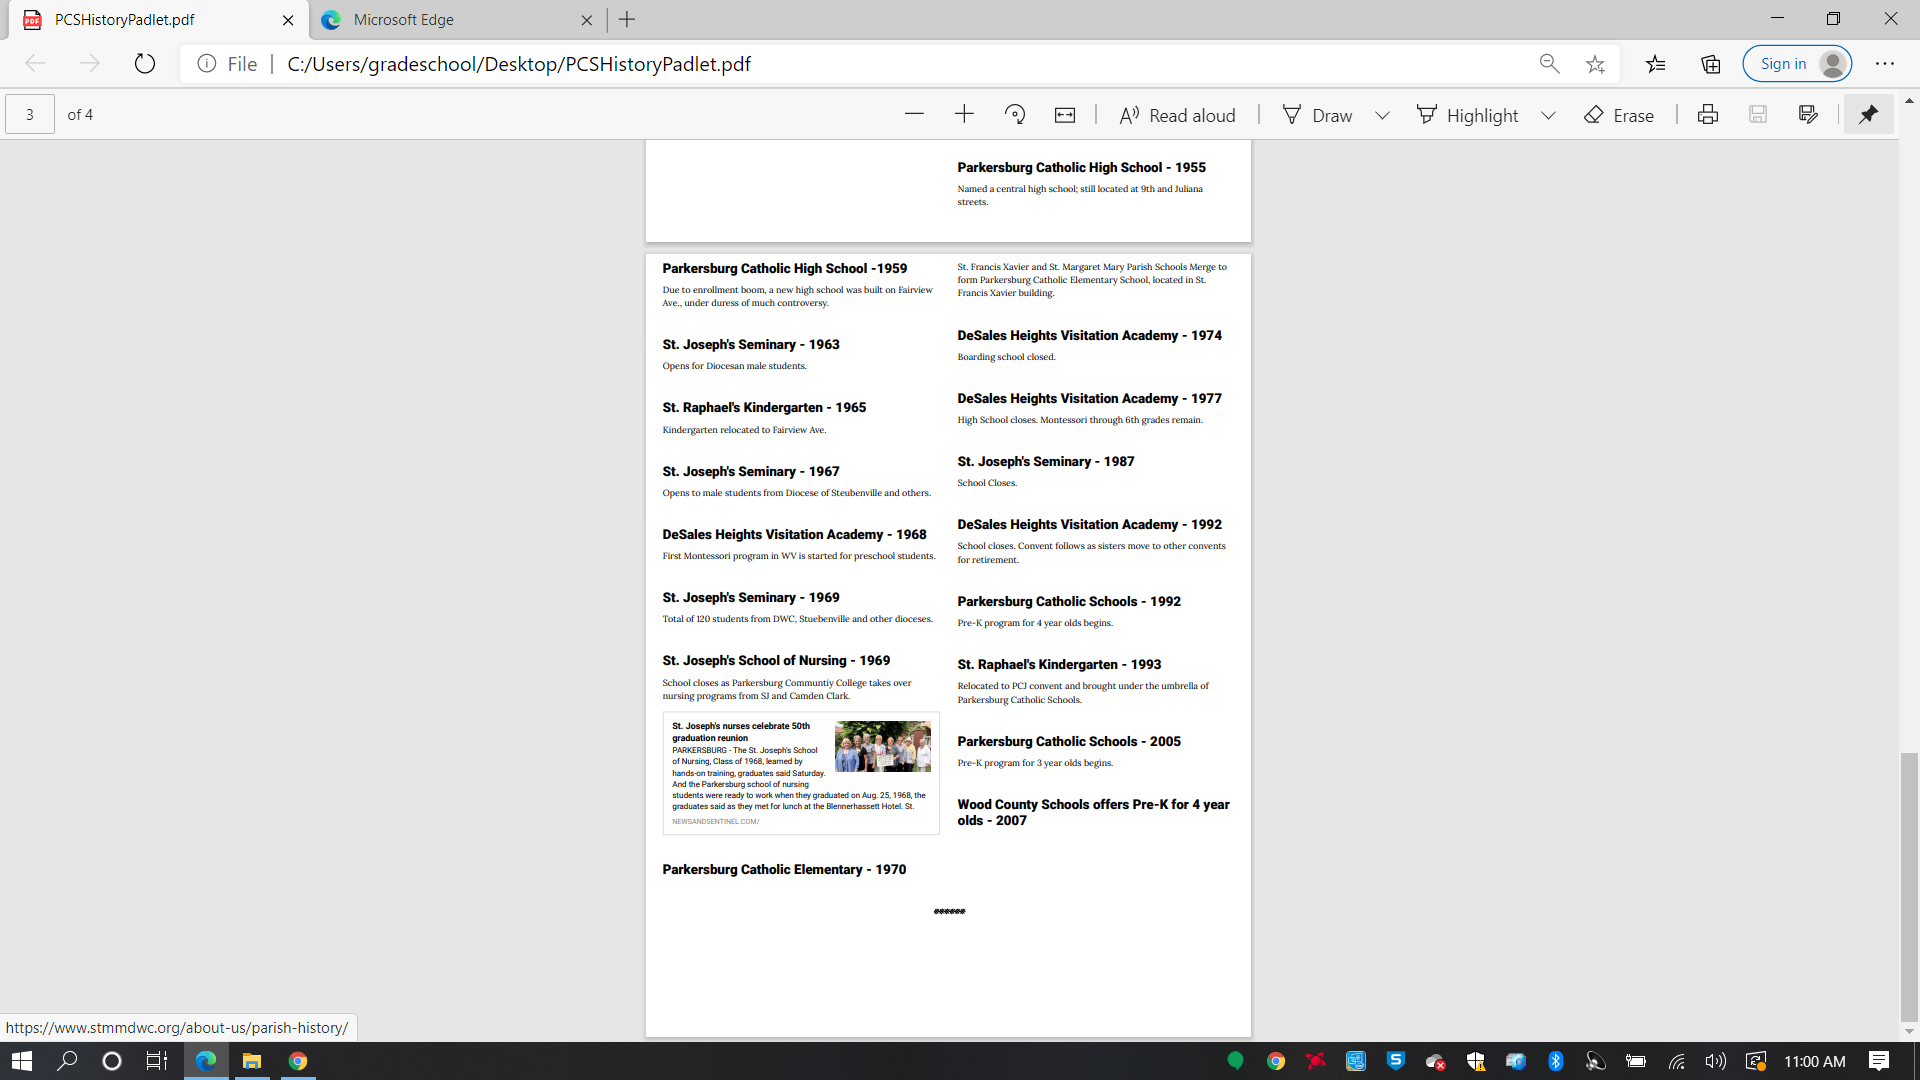 PCSHistoryPadlet.pdf
Microsoft Edge
File
C:/Users/gradeschool/Desktop/PCSHistoryPadlet.pdf
Sign in
3 of 4
Read aloud
Draw
Highlight
Erase
Parkersburg Catholic High School - 1955
Named a central high school; still located at 9th and Juliana
streets.
Parkersburg Catholic High School -1959
Due to enrollment boom, a new high school was built on Fairview
Ave., under duress of much controversy.
St. Joseph's Seminary - 1963
Opens for Diocesan male students.
St. Raphael's Kindergarten - 1965
Kindergarten relocated to Fairview Ave.
St. Joseph's Seminary - 1967
Opens to male students from Diocese of Steubenville and others.
DeSales Heights Visitation Academy - 1968
First Montessori program in WV is started for preschool students.
St. Joseph's Seminary - 1969
Total of 120 students from DWC, Stuebenville and other dioceses.
St. Joseph's School of Nursing - 1969
School closes as Parkersburg Communtiy College takes over
nursing programs from SJ and Camden Clark.
St. Joseph's nurses celebrate 50th
graduation reunion
PARKERSBURG - The St. Joseph's School
of Nursing, Class of 1968, learned by
hands-on training, graduates said Saturday.
And the Parkersburg school of nursing
students were ready to work when they graduated on Aug. 25, 1968, the
graduates said as they met for lunch at the Blennerhassett Hotel. St.
NEWSANDSENTINEL.COM/
Parkersburg Catholic Elementary - 1970
St. Francis Xavier and St. Margaret Mary Parish Schools Merge to
form Parkersburg Catholic Elementary School, located in St.
Francis Xavier building.
DeSales Heights Visitation Academy - 1974
Boarding school closed.
DeSales Heights Visitation Academy - 1977
High School closes. Montessori through 6th grades remain.
St. Joseph's Seminary - 1987
School Closes.
DeSales Heights Visitation Academy - 1992
School closes. Convent follows as sisters move to other convents
for retirement.
Parkersburg Catholic Schools - 1992
Pre-K program for 4 year olds begins.
St. Raphael's Kindergarten - 1993
Relocated to PCJ convent and brought under the umbrella of
Parkersburg Catholic Schools.
Parkersburg Catholic Schools - 2005
Pre-K program for 3 year olds begins.
Wood County Schools offers Pre-K for 4 year
olds - 2007
******
https://www.stmmdwc.org/about-us/parish-history/
11:00 AM